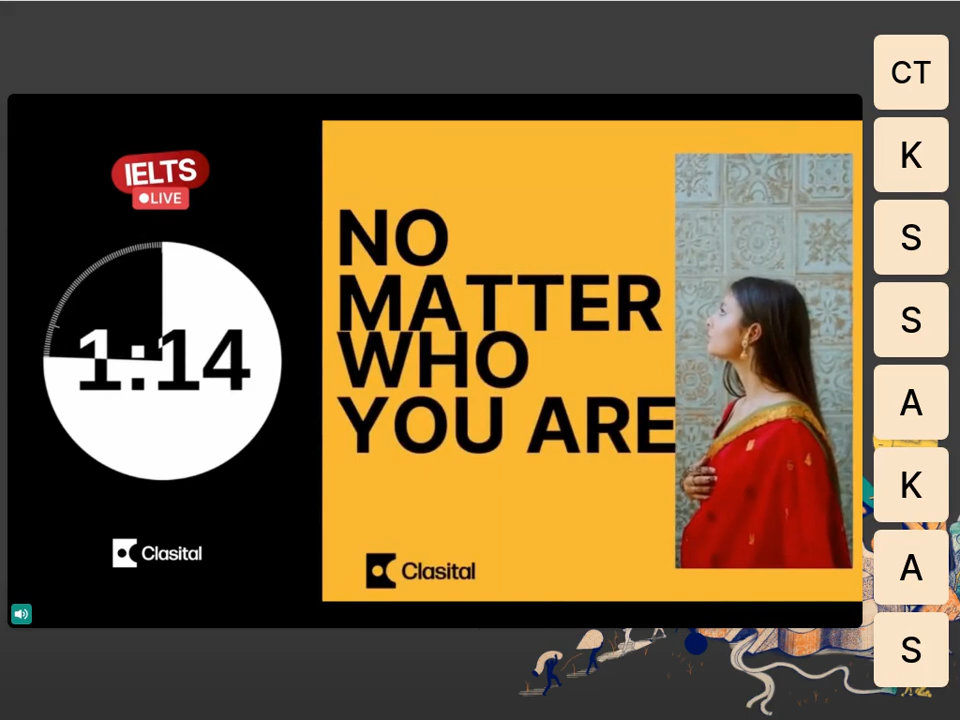 IELTS
LIVE
1:14
Clasital
NO
MATTER
WHO
YOU ARE
Clasital
CT
K
S
S
A
K
A
S